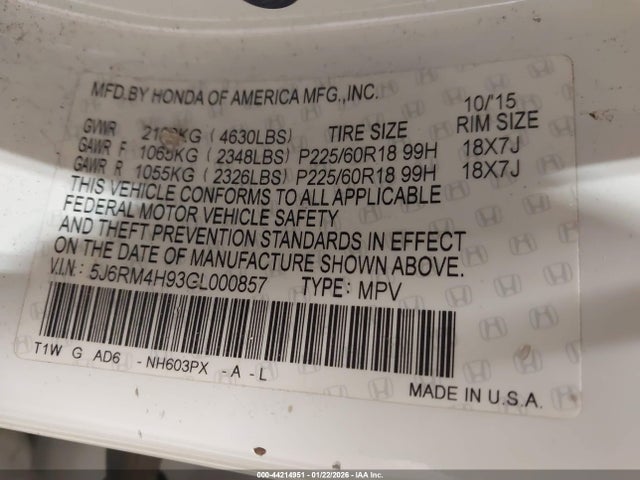 MFD.BY HONDA OF AMERICA MFG.,INC. 10/'15
GVWR KG (4630LBS) TIRE SIZE RIM SIZE
GAWR F 1065KG (2348LBS) P225/60R18 99H 18X7J
GAWR R 1055KG (2326LBS) P225/60R18 99H 18X7J
THIS VEHICLE CONFORMS TO ALL APPLICABLE
FEDERAL MOTOR VEHICLE SAFETY
AND THEFT PREVENTION STANDARDS IN EFFECT
ON THE DATE OF MANUFACTURE SHOWN ABOVE.
V.I.N.: 5J6RM4H93GL000857 TYPE: MPV
T1W G AD6 - NH603PX - A - L
MADE IN U.S.A.
000-44214951 | 01/22/2026 | IAA Inc.